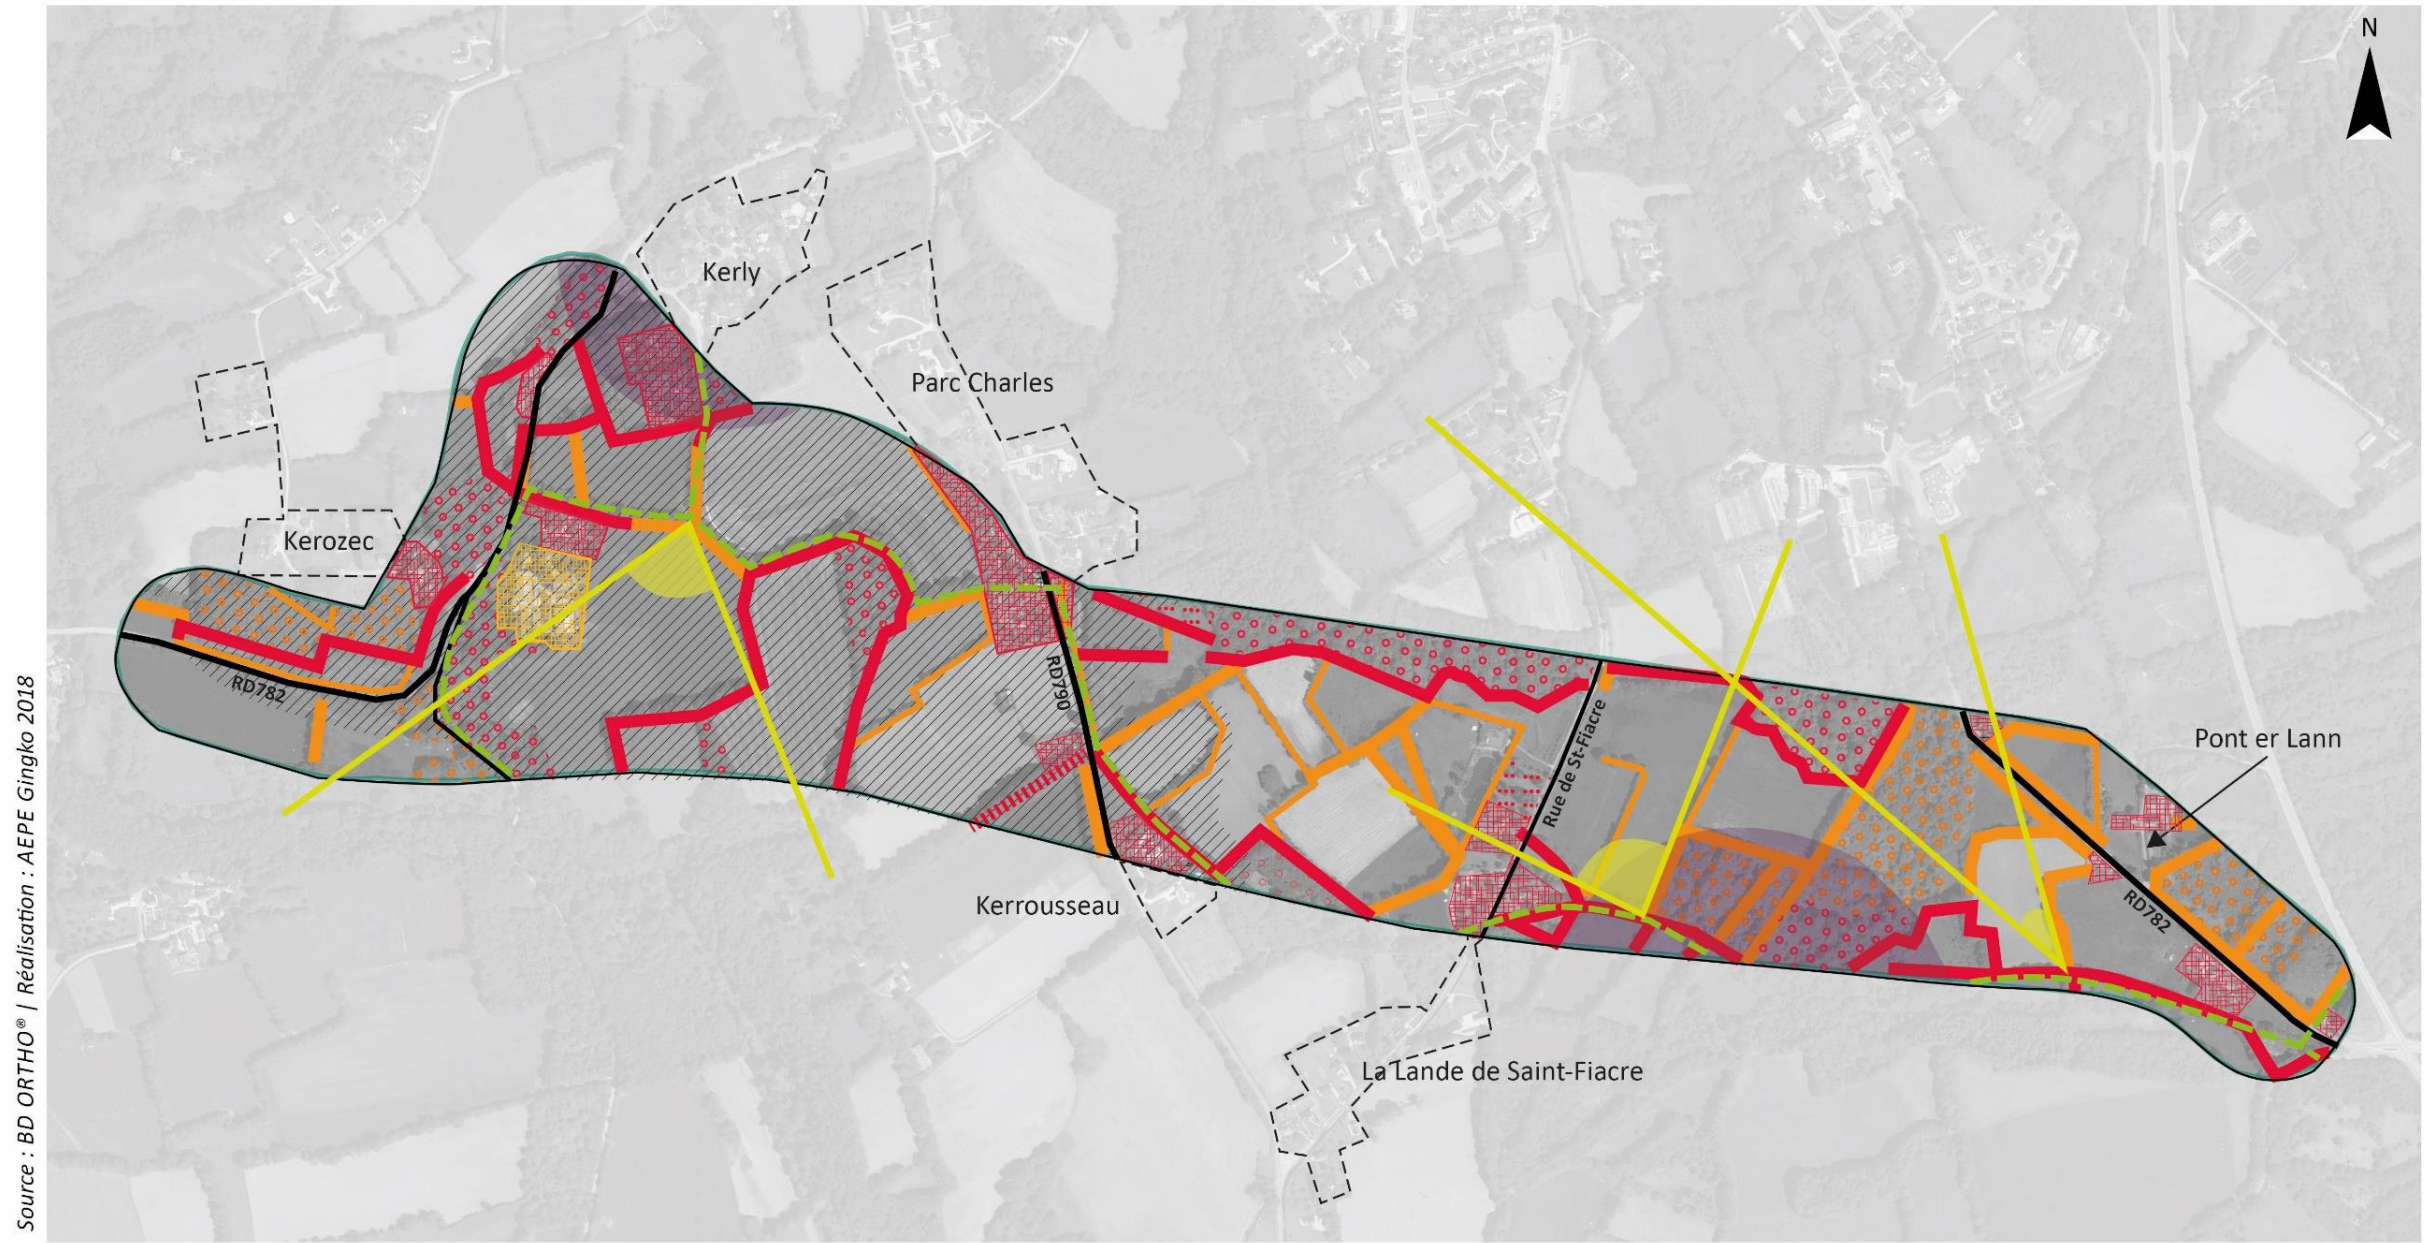 N
Kerly
Parc Charles
Kerozec
RD782
RD790
Rue de St-Fiacre
Pont er Lann
Kerrousseau
RD782
La Lande de Saint-Fiacre
Source : BD ORTHO® | Réalisation : AEPE Gingko 2018